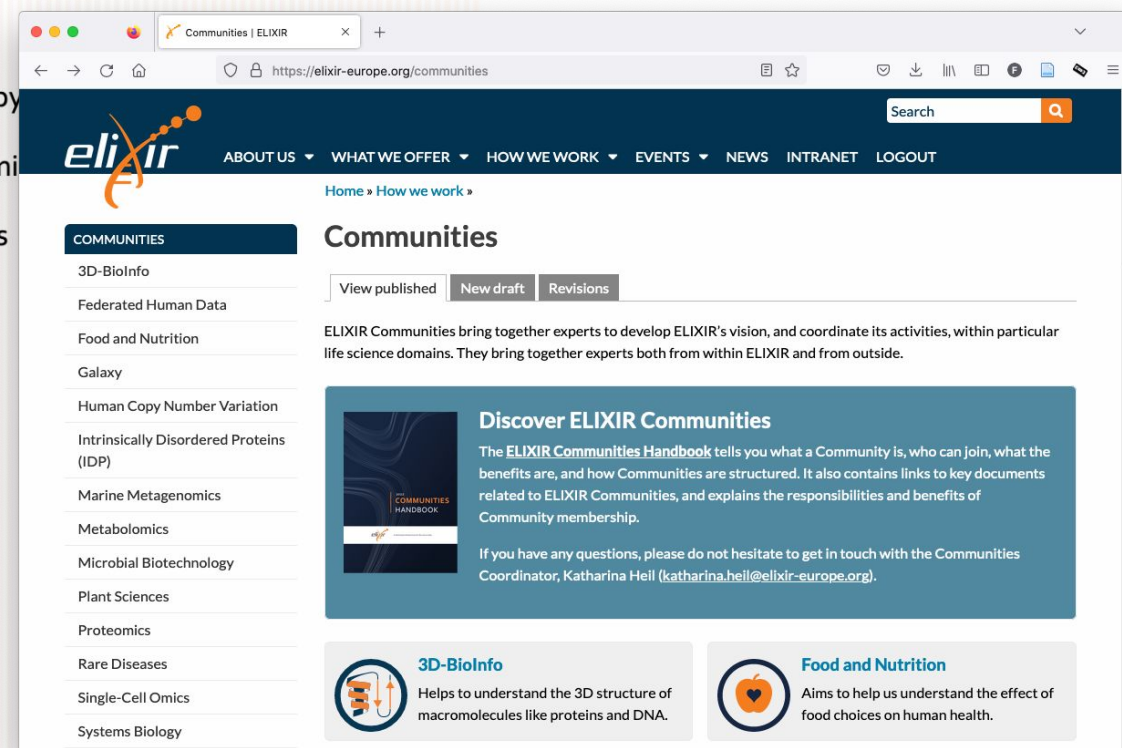 Communities | ELIXIR
https://elixir-europe.org/communities
py
mi
s
Search
elixir
ABOUT US
WHAT WE OFFER
HOW WE WORK
EVENTS
NEWS
INTRANET
LOGOUT
Home » How we work »
COMMUNITIES
3D-BioInfo
Federated Human Data
Food and Nutrition
Galaxy
Human Copy Number Variation
Intrinsically Disordered Proteins
(IDP)
Marine Metagenomics
Metabolomics
Microbial Biotechnology
Plant Sciences
Proteomics
Rare Diseases
Single-Cell Omics
Systems Biology
Communities
View published
New draft
Revisions
ELIXIR Communities bring together experts to develop ELIXIR's vision, and coordinate its activities, within particular
life science domains. They bring together experts both from within ELIXIR and from outside.
COMMUNITIES
HANDBOOK
elixir
Discover ELIXIR Communities
The ELIXIR Communities Handbook tells you what a Community is, who can join, what the
benefits are, and how Communities are structured. It also contains links to key documents
related to ELIXIR Communities, and explains the responsibilities and benefits of
Community membership.
If you have any questions, please do not hesitate to get in touch with the Communities
Coordinator, Katharina Heil (katharina.heil@elixir-europe.org).
3D-BioInfo
Helps to understand the 3D structure of
macromolecules like proteins and DNA.
Food and Nutrition
Aims to help us understand the effect of
food choices on human health.